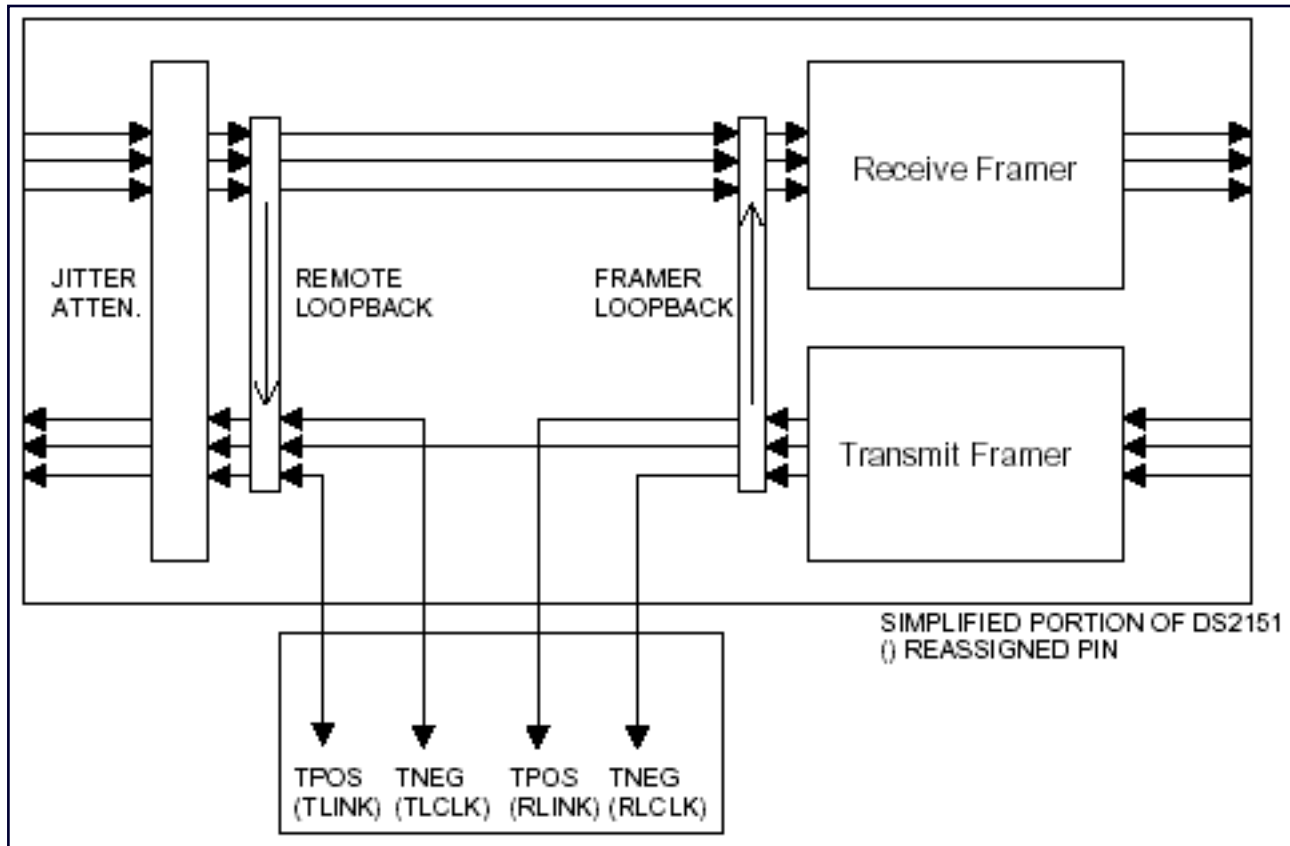 Receive Framer
JITTER
ATTEN.
REMOTE
LOOPBACK
FRAMER
LOOPBACK
Transmit Framer
SIMPLIFIED PORTION OF DS2151
() REASSIGNED PIN
TPOS
(TLINK)
TNEG
(TLCLK)
TPOS
(RLINK)
TNEG
(RLCLK)